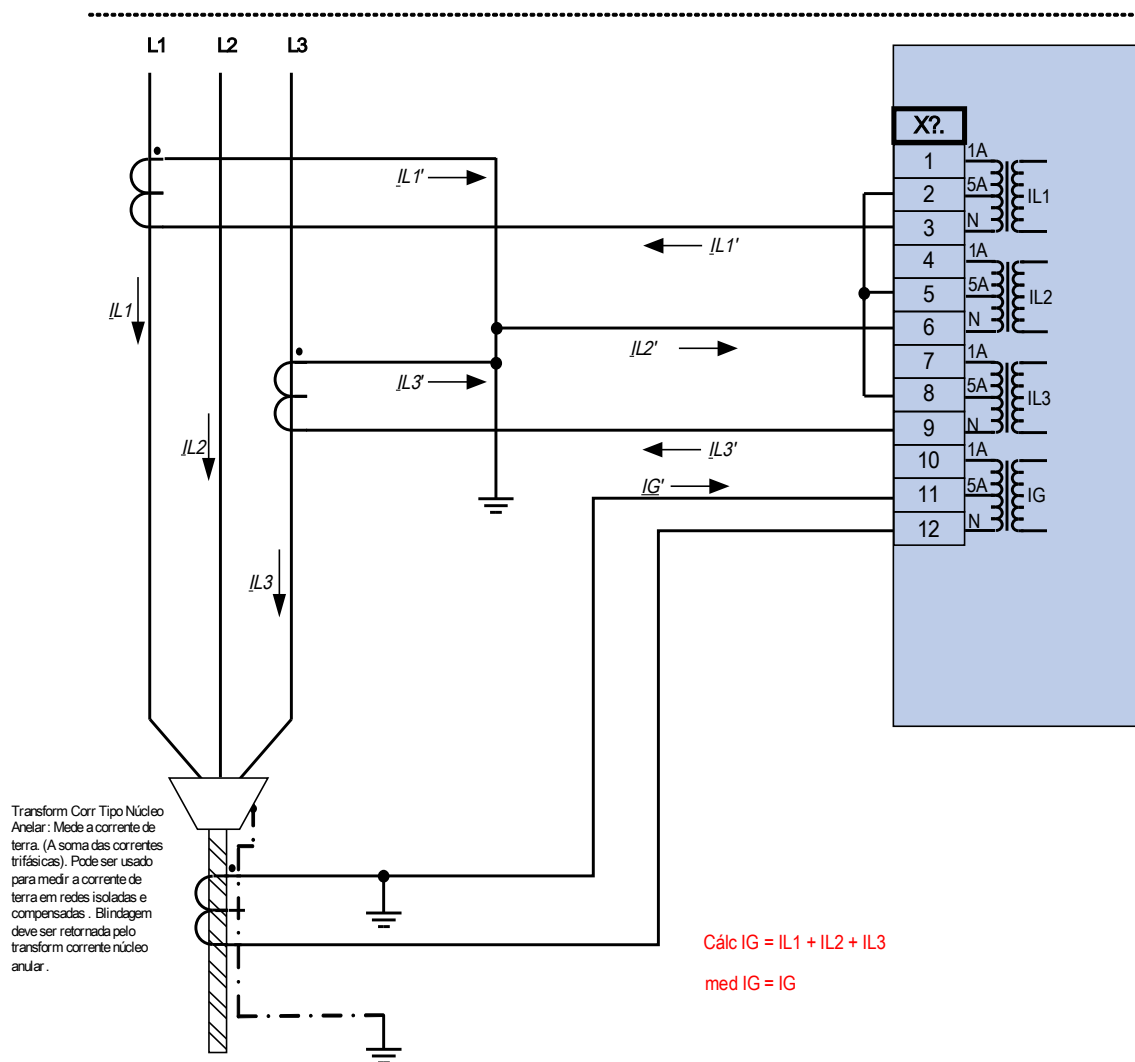 L1 L2 L3
X?.
1 1A
IL1' 2 5A IL1
3 N
IL1'
4 1A
IL1 5 5A IL2
6 N
IL2'
7 1A
IL3' 8 5A IL3
9 N
IL2 IL3'
10 1A
IG' 11 5A IG
12 N
IL3
Transform Corr Tipo Núcleo
Anelar: Mede a corrente de
terra. (A soma das correntes
trifásicas). Pode ser usado
para medir a corrente de
terra em redes isoladas e
compensadas . Blindagem
deve ser retornada pelo
transform corrente núcleo
anular .
Cálc IG = IL1 + IL2 + IL3
med IG = IG